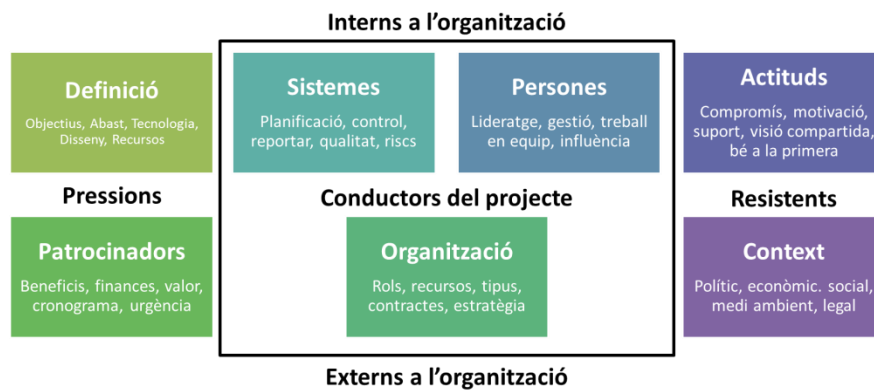 Interns a l'organització
Definició
Objectius, Abast, Tecnologia,
Disseny, Recursos
Sistemes
Planificació, control,
reportar, qualitat, riscs
Persones
Lideratge, gestió, treball
en equip, influència
Actituds
Compromís, motivació,
suport, visió compartida,
bé a la primera
Pressions
Conductors del projecte
Resistents
Patrocinadors
Beneficis, finances, valor,
cronograma, urgència
Organització
Rols, recursos, tipus,
contractes, estratègia
Context
Polític, econòmic. social,
medi ambient, legal
Externs a l'organització